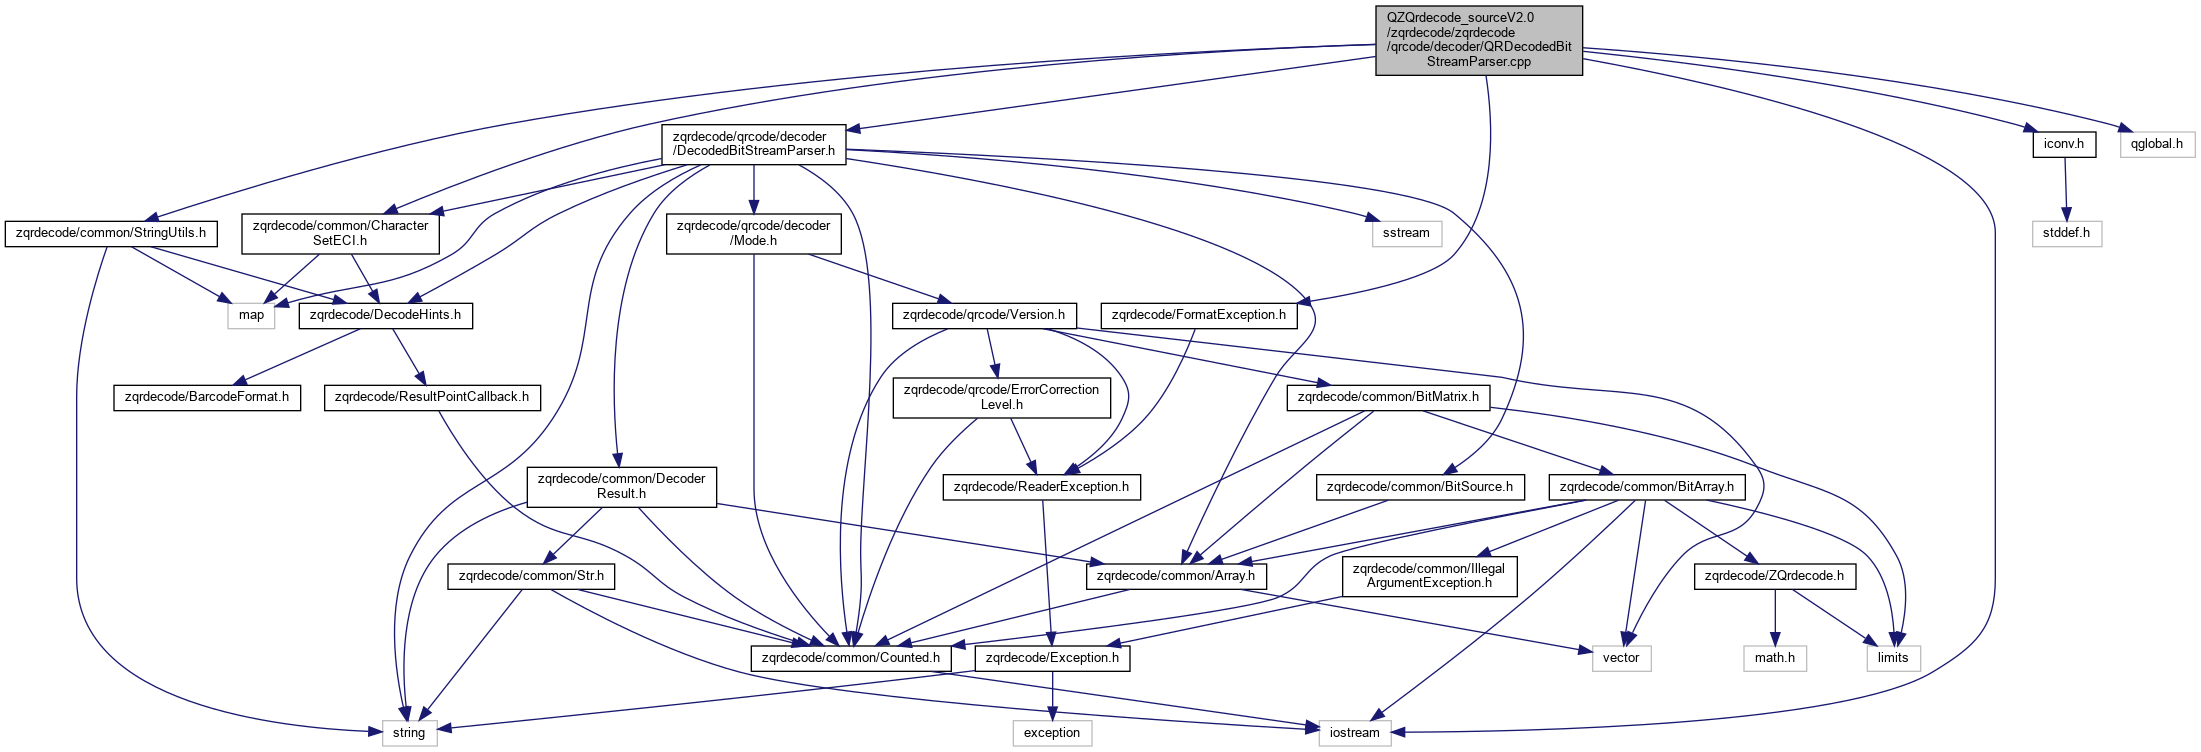 QZQrdecode_sourceV2.0
/zqrdecode/zqrdecode
/qrcode/decoder/QRDecodedBit
StreamParser.cpp
zqrdecode/qrcode/decoder
/DecodedBitStreamParser.h
iconv.h
qglobal.h
zqrdecode/common/StringUtils.h
zqrdecode/common/Character
SetECI.h
zqrdecode/qrcode/decoder
/Mode.h
sstream
stddef.h
map
zqrdecode/DecodeHints.h
zqrdecode/qrcode/Version.h
zqrdecode/FormatException.h
zqrdecode/BarcodeFormat.h
zqrdecode/ResultPointCallback.h
zqrdecode/qrcode/ErrorCorrection
Level.h
zqrdecode/common/BitMatrix.h
zqrdecode/common/Decoder
Result.h
zqrdecode/ReaderException.h
zqrdecode/common/BitSource.h
zqrdecode/common/BitArray.h
zqrdecode/common/Str.h
zqrdecode/common/Array.h
zqrdecode/common/Illegal
ArgumentException.h
zqrdecode/ZQrdecode.h
zqrdecode/common/Counted.h
zqrdecode/Exception.h
vector
math.h
limits
string
exception
iostream